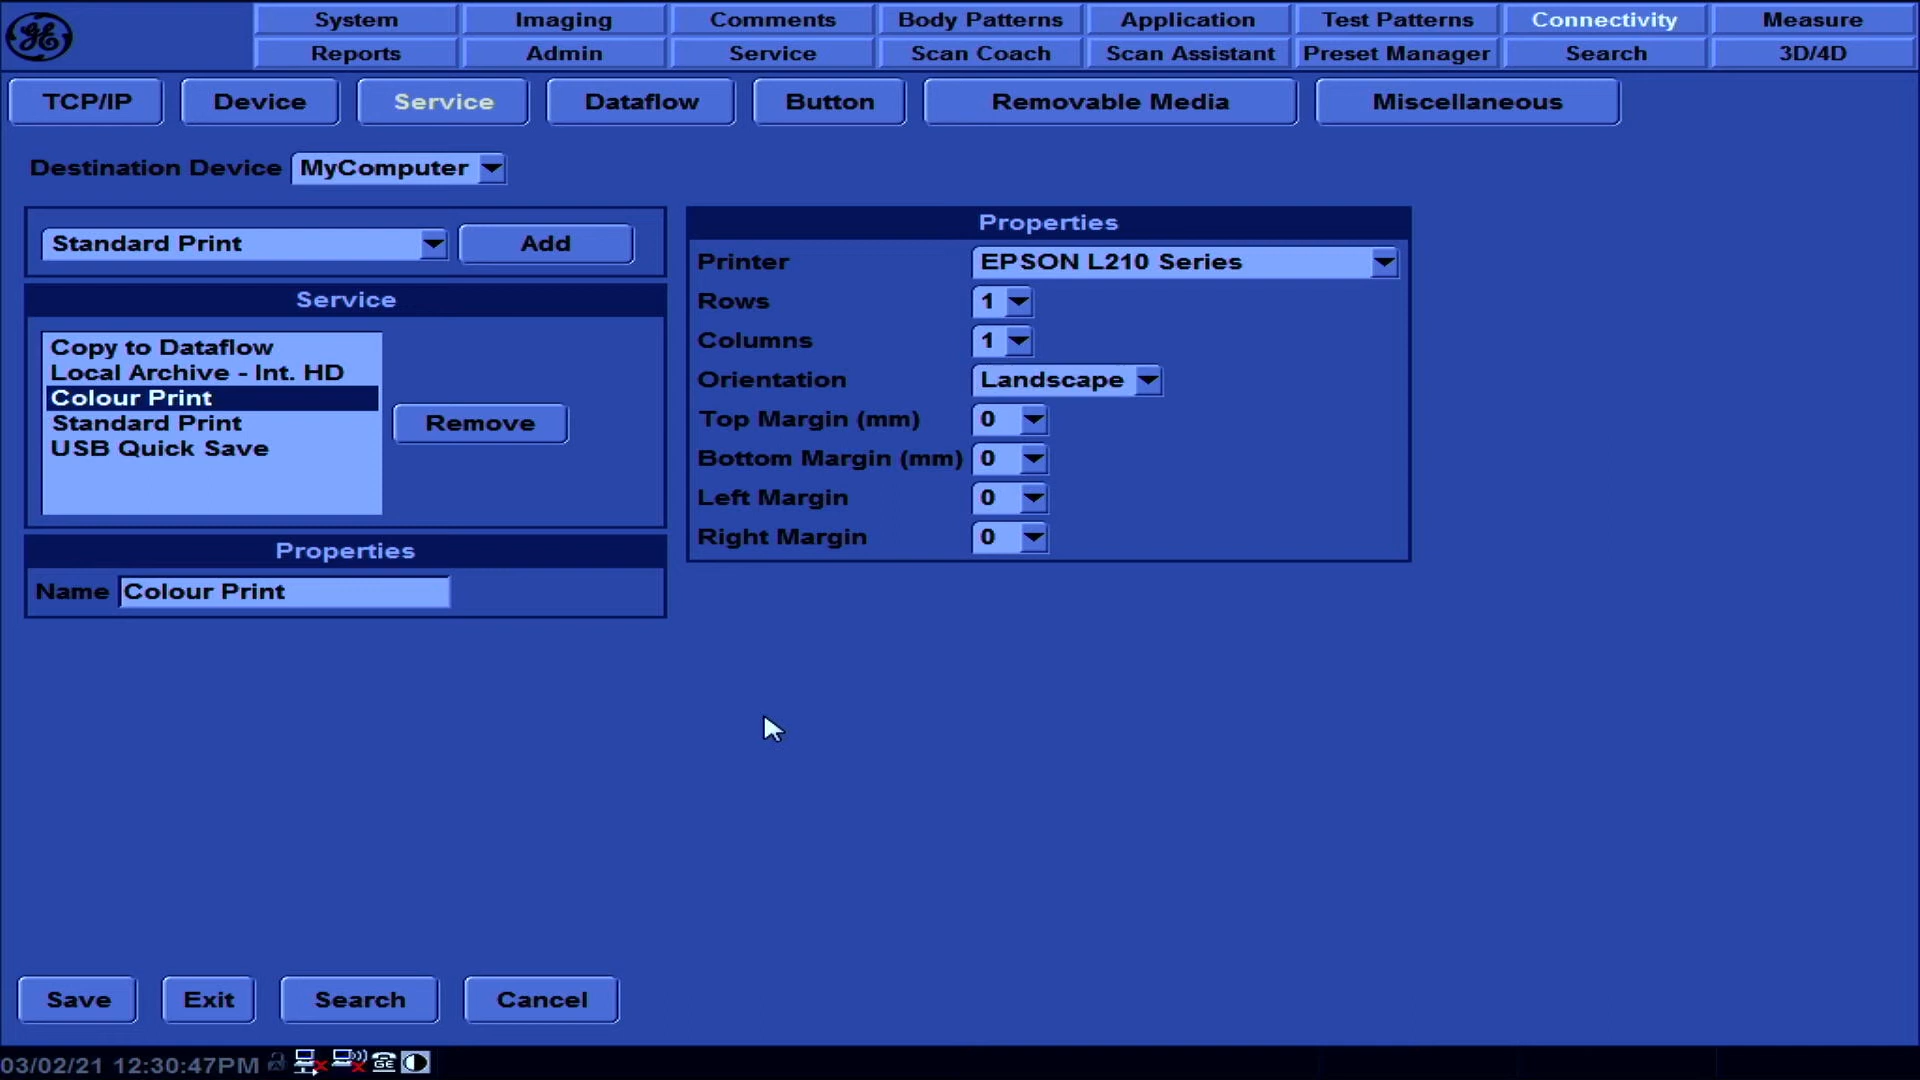 System Imaging Comments Body Patterns Application Test Patterns Connectivity Measure
Reports Admin Service Scan Coach Scan Assistant Preset Manager Search 3D/4D
TCP/IP Device Service Dataflow Button Removable Media Miscellaneous
Destination Device MyComputer
Standard Print Add
Service
Copy to Dataflow
Local Archive - Int. HD
Colour Print
Standard Print
USB Quick Save
Remove
Properties
Name Colour Print
Properties
Printer EPSON L210 Series
Rows 1
Columns 1
Orientation Landscape
Top Margin (mm) 0
Bottom Margin (mm) 0
Left Margin 0
Right Margin 0
Save Exit Search Cancel
03/02/21 12:30:47PM GE